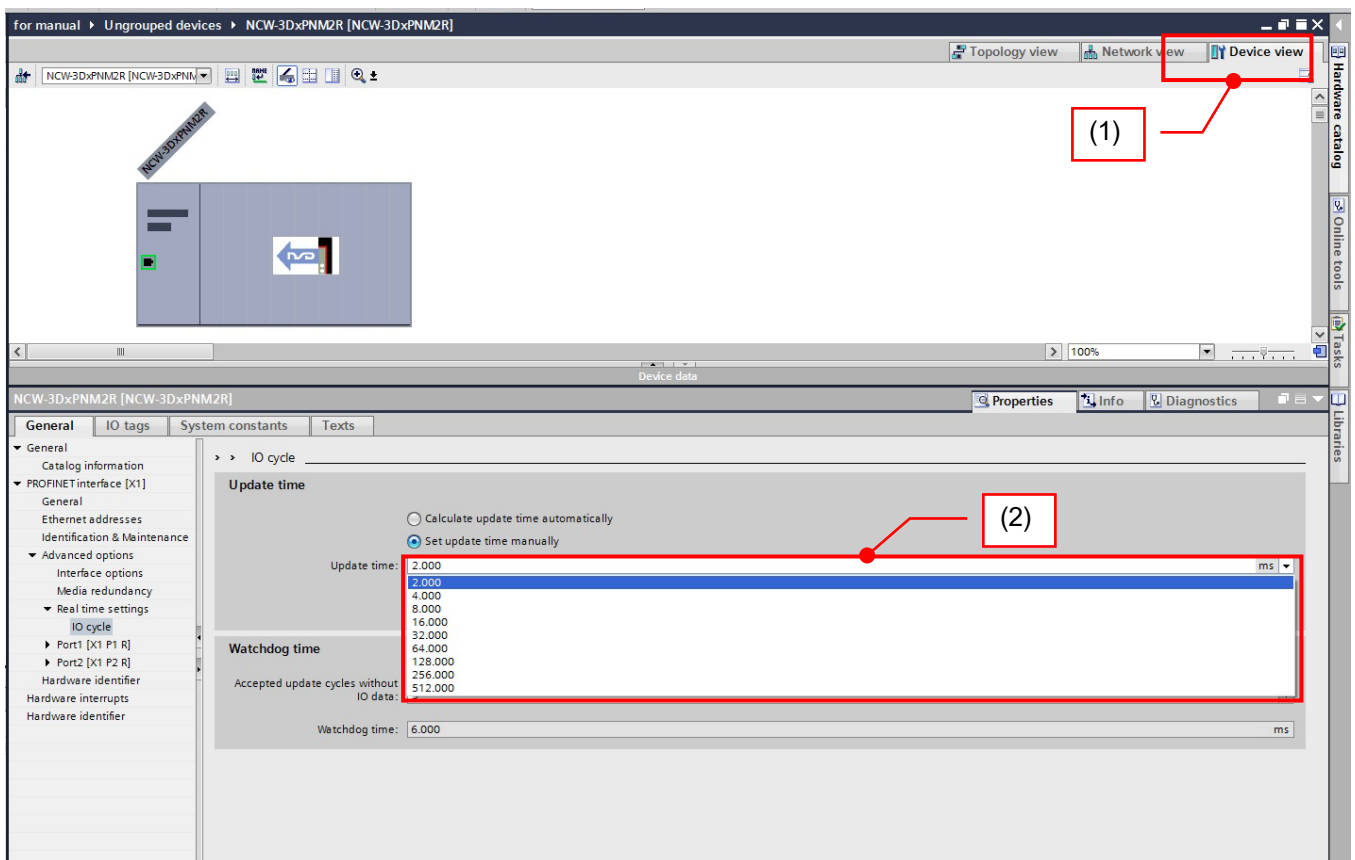 for manual ▸ Ungrouped devices ▸ NCW-3DxPNM2R [NCW-3DxPNM2R]
Topology view
Network view
Device view
NCW-3DxPNM2R [NCW-3DxPNM
(1)
NCW-3DxPNM2R
100%
Device data
Hardware catalog
Online tools
Tasks
Libraries
NCW-3DxPNM2R [NCW-3DxPNM2R]
Properties
Info
Diagnostics
General
IO tags
System constants
Texts
General
Catalog information
PROFINET interface [X1]
General
Ethernet addresses
Identification & Maintenance
Advanced options
Interface options
Media redundancy
Real time settings
IO cycle
Port1 [X1 P1 R]
Port2 [X1 P2 R]
Hardware identifier
Hardware interrupts
Hardware identifier
> > IO cycle
Update time
Calculate update time automatically
Set update time manually
(2)
Update time: 2.000 ms
2.000
4.000
8.000
16.000
32.000
64.000
128.000
256.000
512.000
Watchdog time
Accepted update cycles without
IO data:
Watchdog time: 6.000 ms